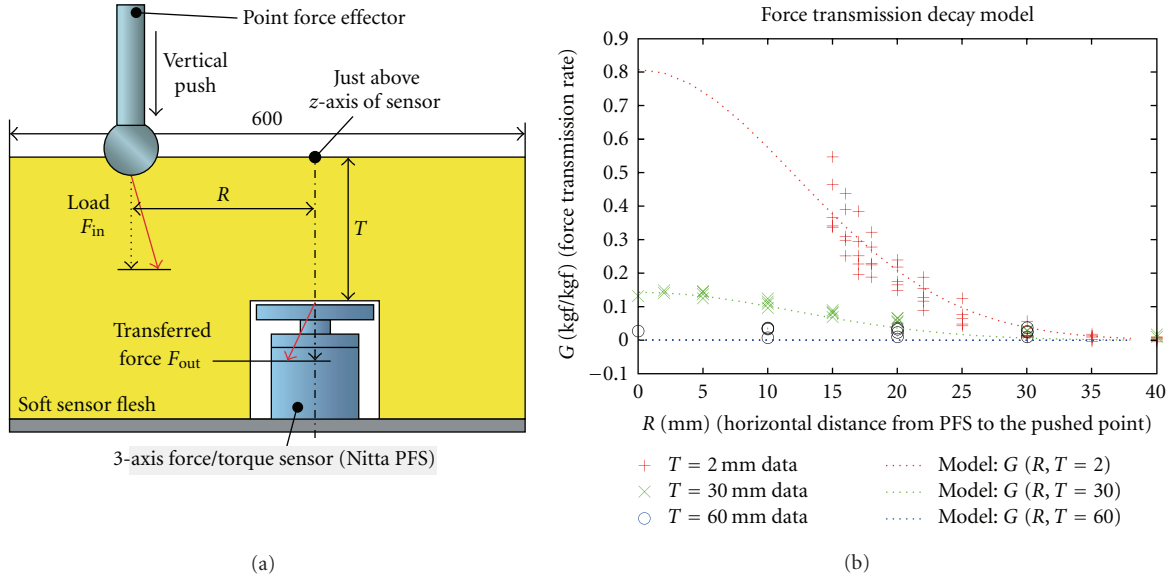 Point force effector
Vertical
push
Just above
z-axis of sensor
600
R
Load
F_in
T
Transferred
force F_out
Soft sensor flesh
3-axis force/torque sensor (Nitta PFS)
(a)
Force transmission decay model
G (kgf/kgf) (force transmission rate)
0.9
0.8
0.7
0.6
0.5
0.4
0.3
0.2
0.1
0
−0.1
0 5 10 15 20 25 30 35 40
R (mm) (horizontal distance from PFS to the pushed point)
T = 2 mm data
T = 30 mm data
T = 60 mm data
Model: G (R, T = 2)
Model: G (R, T = 30)
Model: G (R, T = 60)
(b)